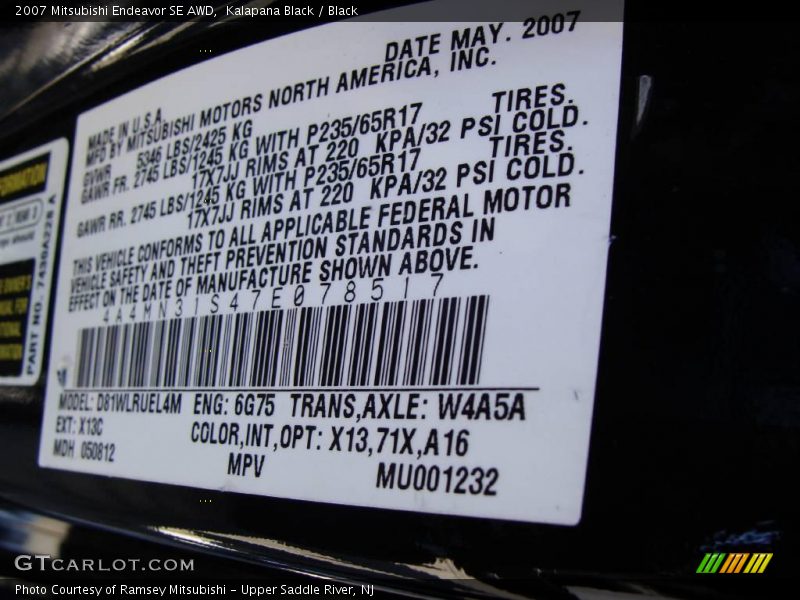 2007 Mitsubishi Endeavor SE AWD, Kalapana Black / Black
DATE MAY. 2007
MADE IN U.S.A.
MFD BY MITSUBISHI MOTORS NORTH AMERICA, INC.
GVWR 5346 LBS/2425 KG
GAWR FR. 2745 LBS/1245 KG WITH P235/65R17 TIRES.
17X7JJ RIMS AT 220 KPA/32 PSI COLD.
GAWR RR. 2745 LBS/1245 KG WITH P235/65R17 TIRES.
17X7JJ RIMS AT 220 KPA/32 PSI COLD.
THIS VEHICLE CONFORMS TO ALL APPLICABLE FEDERAL MOTOR
VEHICLE SAFETY AND THEFT PREVENTION STANDARDS IN
EFFECT ON THE DATE OF MANUFACTURE SHOWN ABOVE.
4A4MN31S47E078517
MODEL: D81WLRUEL4M ENG: 6G75 TRANS,AXLE: W4A5A
EXT: X13C COLOR,INT,OPT: X13,71X,A16
MDH 050812 MPV MU001232
PART NO. 7450A228 A
GTCARLOT.COM
Photo Courtesy of Ramsey Mitsubishi - Upper Saddle River, NJ